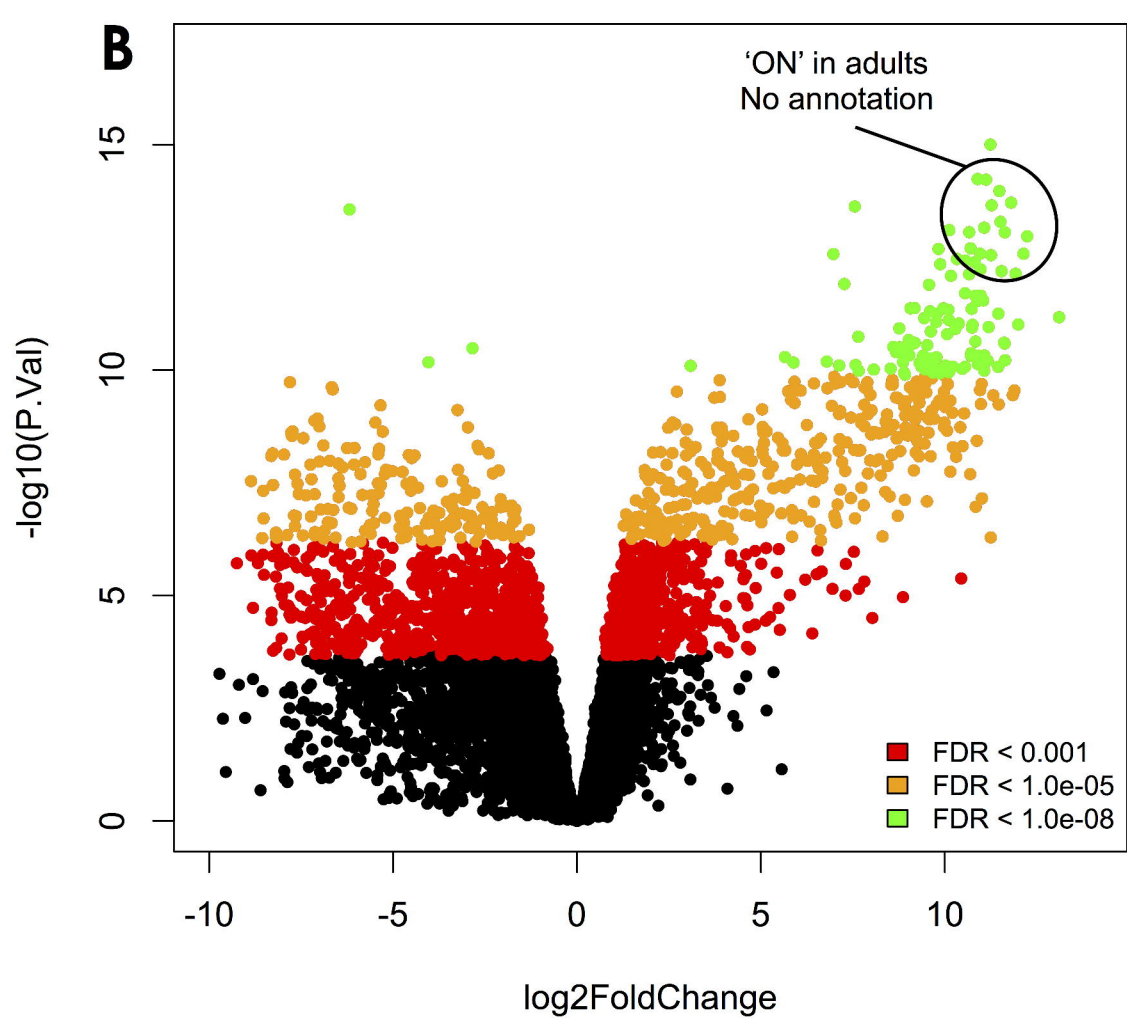 B
‘ON’ in adults
No annotation
-log10(P.Val)
15
10
5
0
FDR < 0.001
FDR < 1.0e-05
FDR < 1.0e-08
-10 -5 0 5 10
log2FoldChange